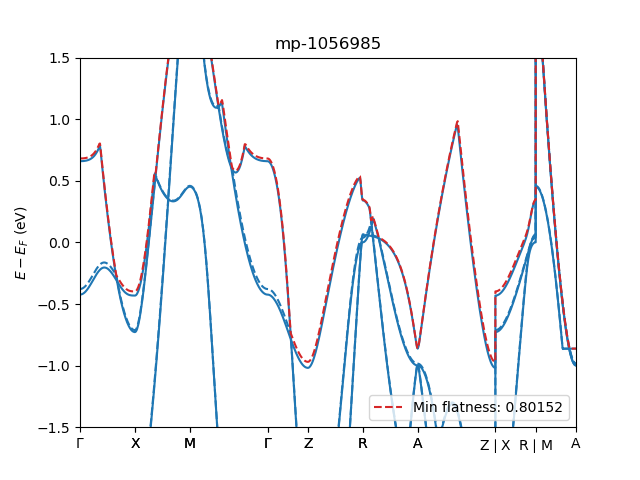 mp-1056985
E − E_F (eV)
1.5
1.0
0.5
0.0
−0.5
−1.0
−1.5
Min flatness: 0.80152
Γ X M Γ Z R A Z | X R | M A